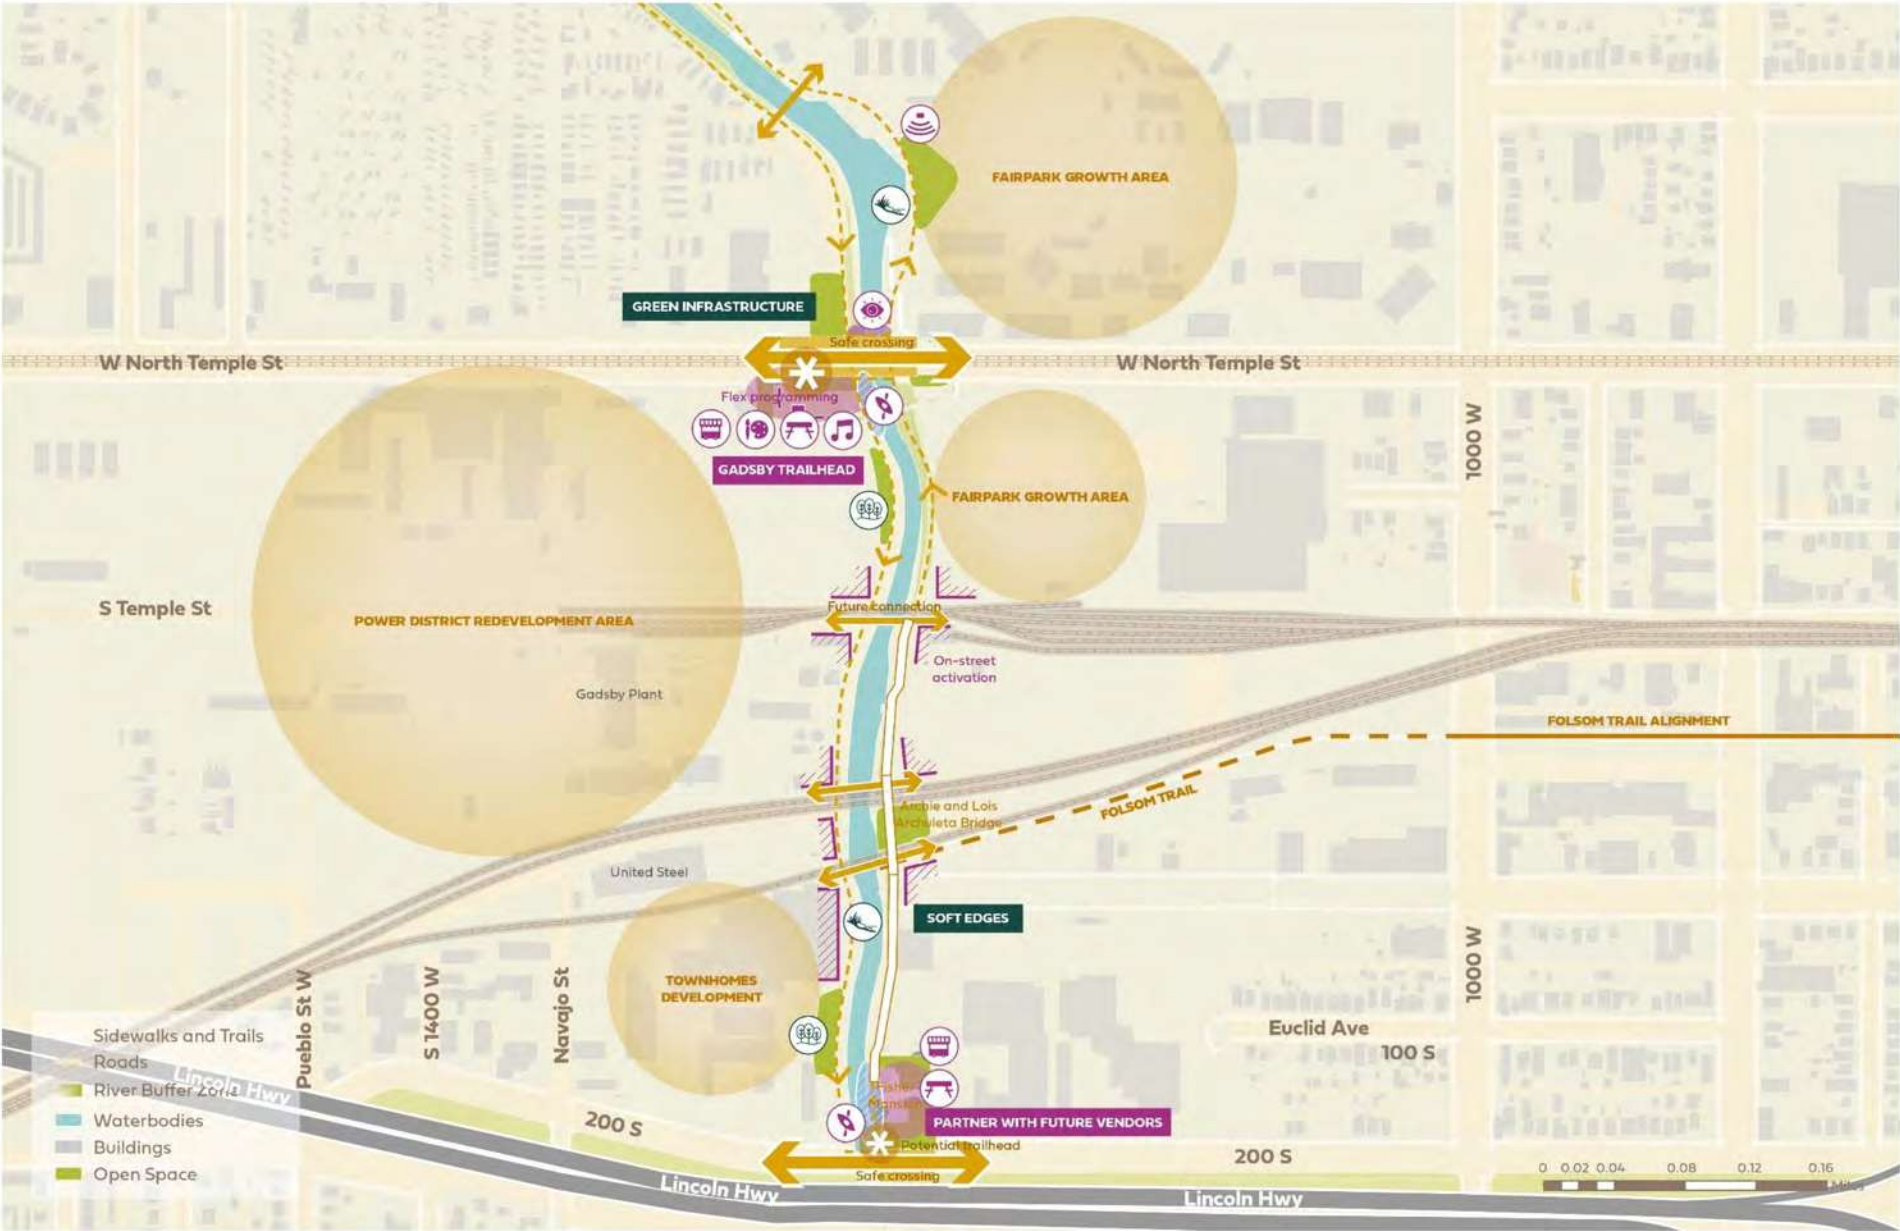 FAIRPARK GROWTH AREA
GREEN INFRASTRUCTURE
Safe crossing
W North Temple St
W North Temple St
Flex programming
1000 W
GADSBY TRAILHEAD
FAIRPARK GROWTH AREA
S Temple St
Future connection
POWER DISTRICT REDEVELOPMENT AREA
On-street
activation
Gadsby Plant
FOLSOM TRAIL ALIGNMENT
Archie and Lois
Archuleta Bridge
FOLSOM TRAIL
United Steel
SOFT EDGES
1000 W
TOWNHOMES
DEVELOPMENT
Pueblo St W
S 1400 W
Navajo St
Euclid Ave
100 S
Sidewalks and Trails
Roads
River Buffer Zone
Waterbodies
Buildings
Open Space
Lincoln Hwy
200 S
Fisher
Mansion
PARTNER WITH FUTURE VENDORS
Potential trailhead
200 S
Safe crossing
Lincoln Hwy
Lincoln Hwy
0 0.02 0.04 0.08 0.12 0.16
Miles